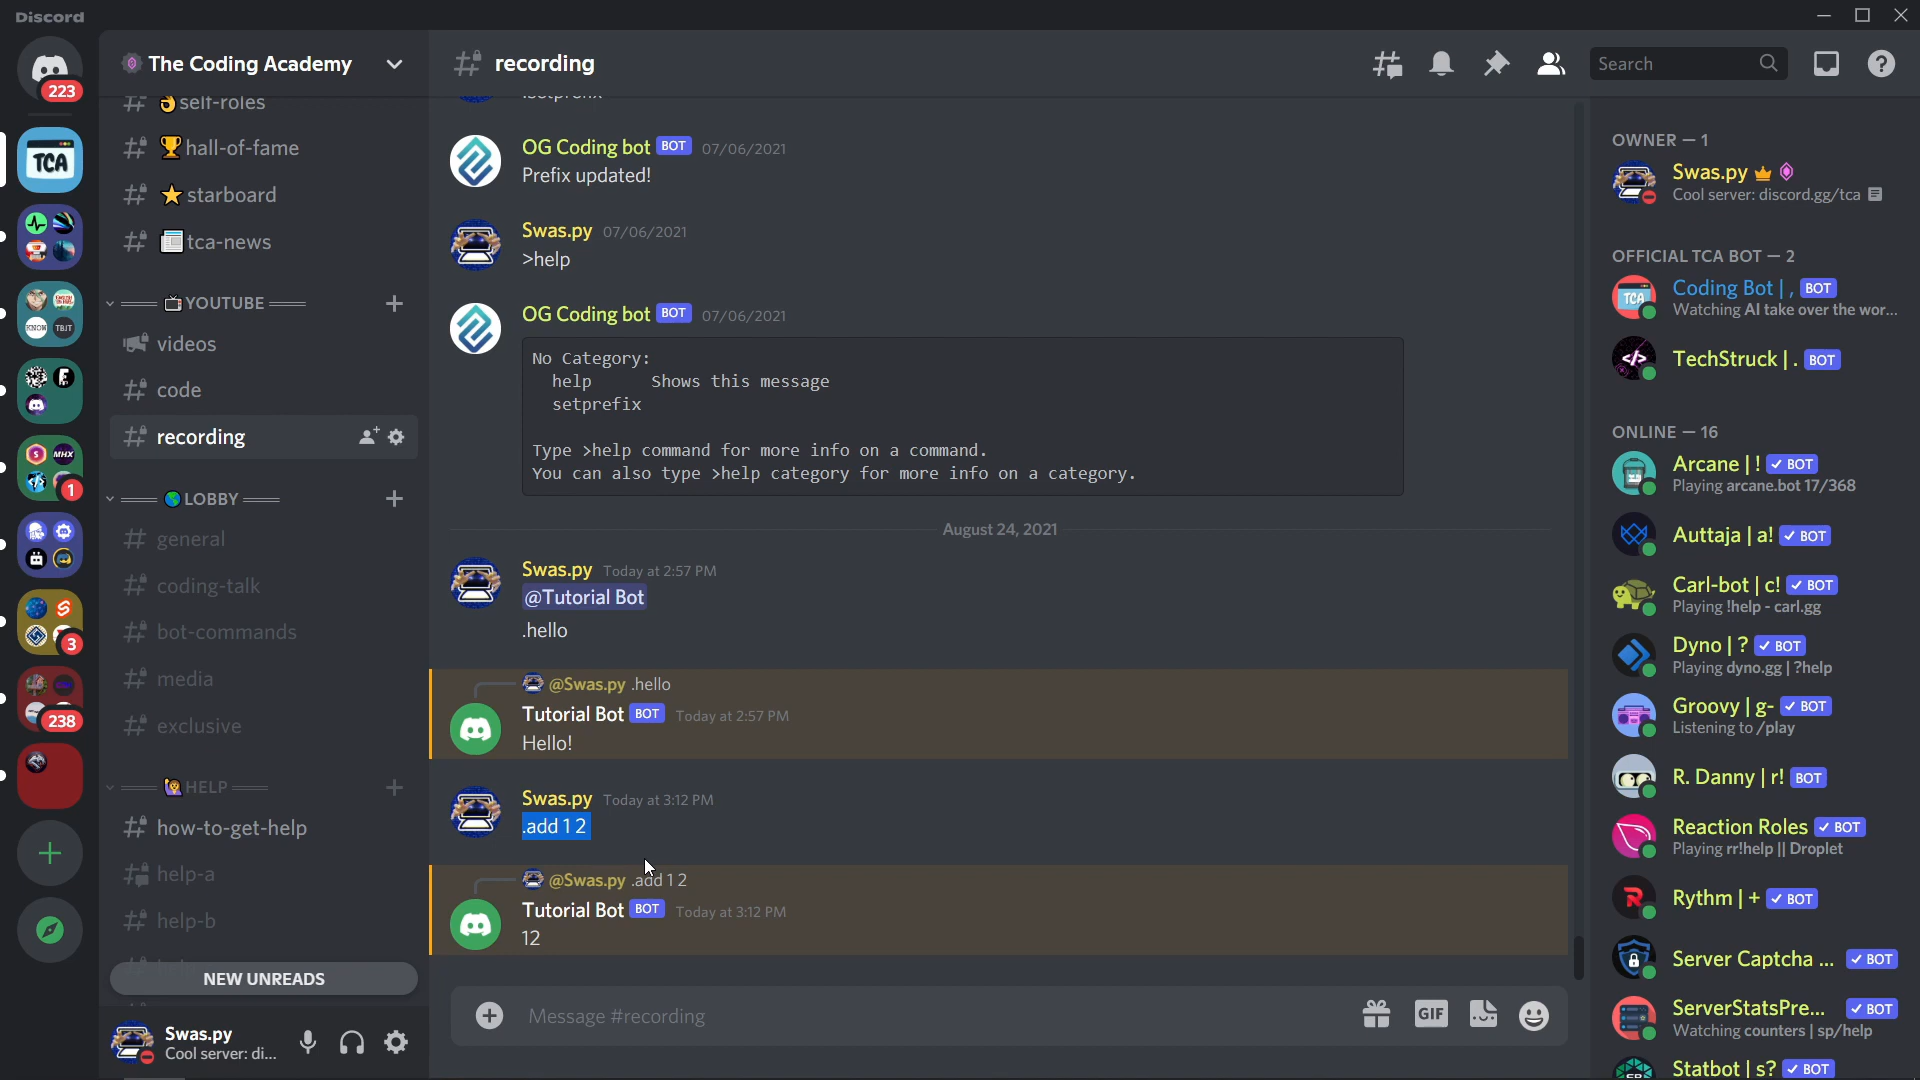 Discord
223
TCA
KNOW
TBJT
MHX
1
3
238
The Coding Academy
self-roles
hall-of-fame
starboard
tca-news
YOUTUBE
videos
code
recording
LOBBY
general
coding-talk
bot-commands
media
exclusive
HELP
how-to-get-help
help-a
help-b
NEW UNREADS
Swas.py
Cool server: di...
recording
Search
OG Coding bot BOT 07/06/2021
Prefix updated!
Swas.py 07/06/2021
>help
OG Coding bot BOT 07/06/2021
No Category:
help Shows this message
setprefix
Type >help command for more info on a command.
You can also type >help category for more info on a category.
August 24, 2021
Swas.py Today at 2:57 PM
@Tutorial Bot
.hello
@Swas.py .hello
Tutorial Bot BOT Today at 2:57 PM
Hello!
Swas.py Today at 3:12 PM
.add 1 2
@Swas.py .add 1 2
Tutorial Bot BOT Today at 3:12 PM
12
Message #recording
GIF
OWNER — 1
Swas.py
Cool server: discord.gg/tca
OFFICIAL TCA BOT — 2
TCA
Coding Bot | , BOT
Watching AI take over the wor...
TechStruck | . BOT
ONLINE — 16
Arcane | ! ✓ BOT
Playing arcane.bot 17/368
Auttaja | a! ✓ BOT
Carl-bot | c! ✓ BOT
Playing !help - carl.gg
Dyno | ? ✓ BOT
Playing dyno.gg | ?help
Groovy | g- ✓ BOT
Listening to /play
R. Danny | r! BOT
Reaction Roles ✓ BOT
Playing rr!help || Droplet
Rythm | + ✓ BOT
Server Captcha ... ✓ BOT
ServerStatsPre... ✓ BOT
Watching counters | sp/help
Statbot | s? ✓ BOT